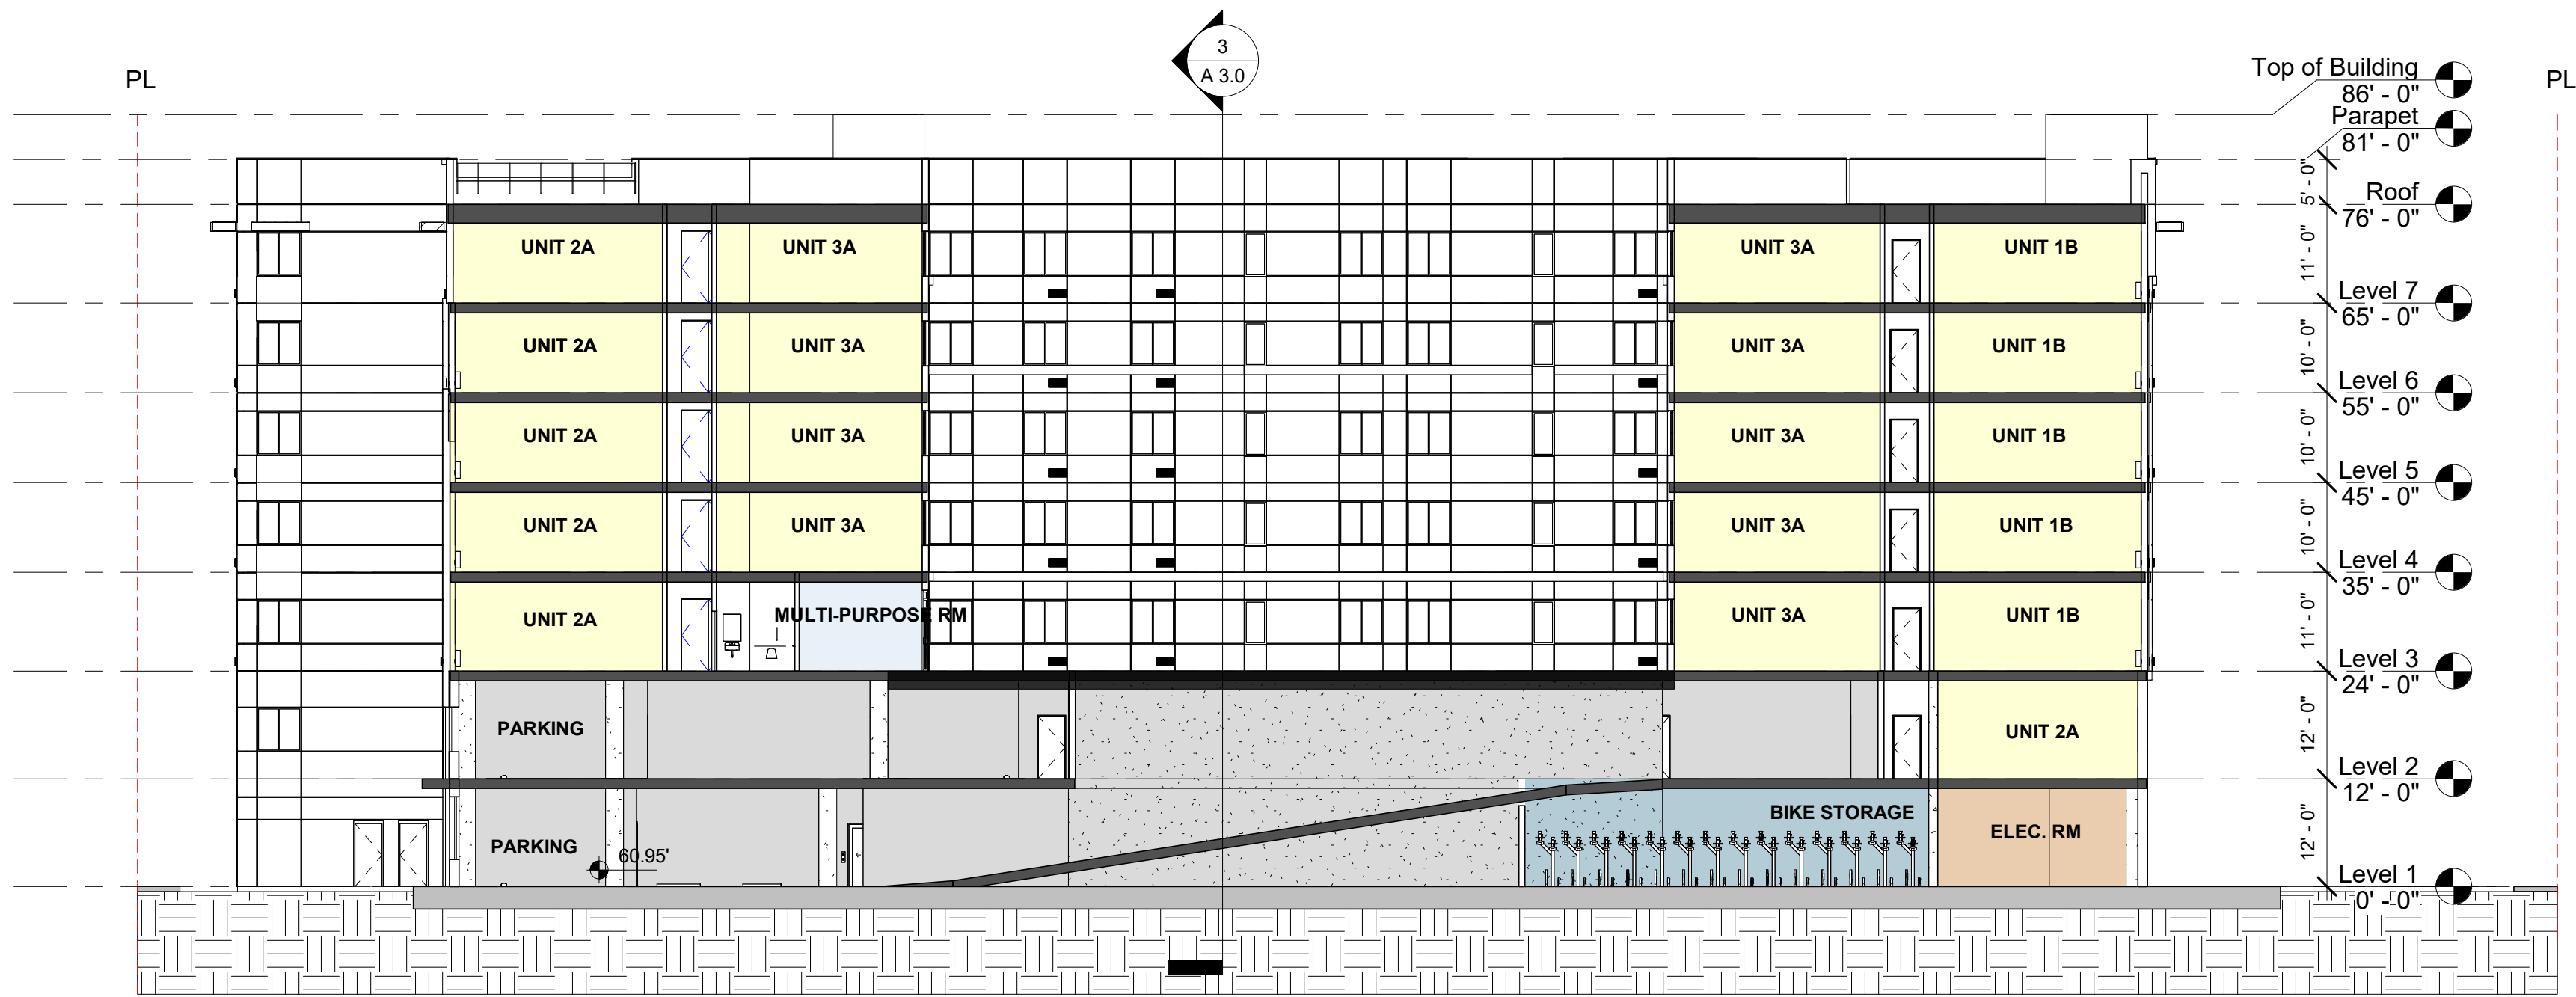 3
A 3.0
PL
PL
Top of Building
86' - 0"
Parapet
81' - 0"
5' - 0"
Roof
76' - 0"
UNIT 2A
UNIT 3A
UNIT 3A
UNIT 1B
11' - 0"
Level 7
65' - 0"
UNIT 2A
UNIT 3A
UNIT 3A
UNIT 1B
10' - 0"
Level 6
55' - 0"
UNIT 2A
UNIT 3A
UNIT 3A
UNIT 1B
10' - 0"
Level 5
45' - 0"
UNIT 2A
UNIT 3A
UNIT 3A
UNIT 1B
10' - 0"
Level 4
35' - 0"
UNIT 2A
MULTI-PURPOSE RM
UNIT 3A
UNIT 1B
11' - 0"
Level 3
24' - 0"
PARKING
UNIT 2A
12' - 0"
Level 2
12' - 0"
PARKING
60.95'
BIKE STORAGE
ELEC. RM
12' - 0"
Level 1
0' - 0"